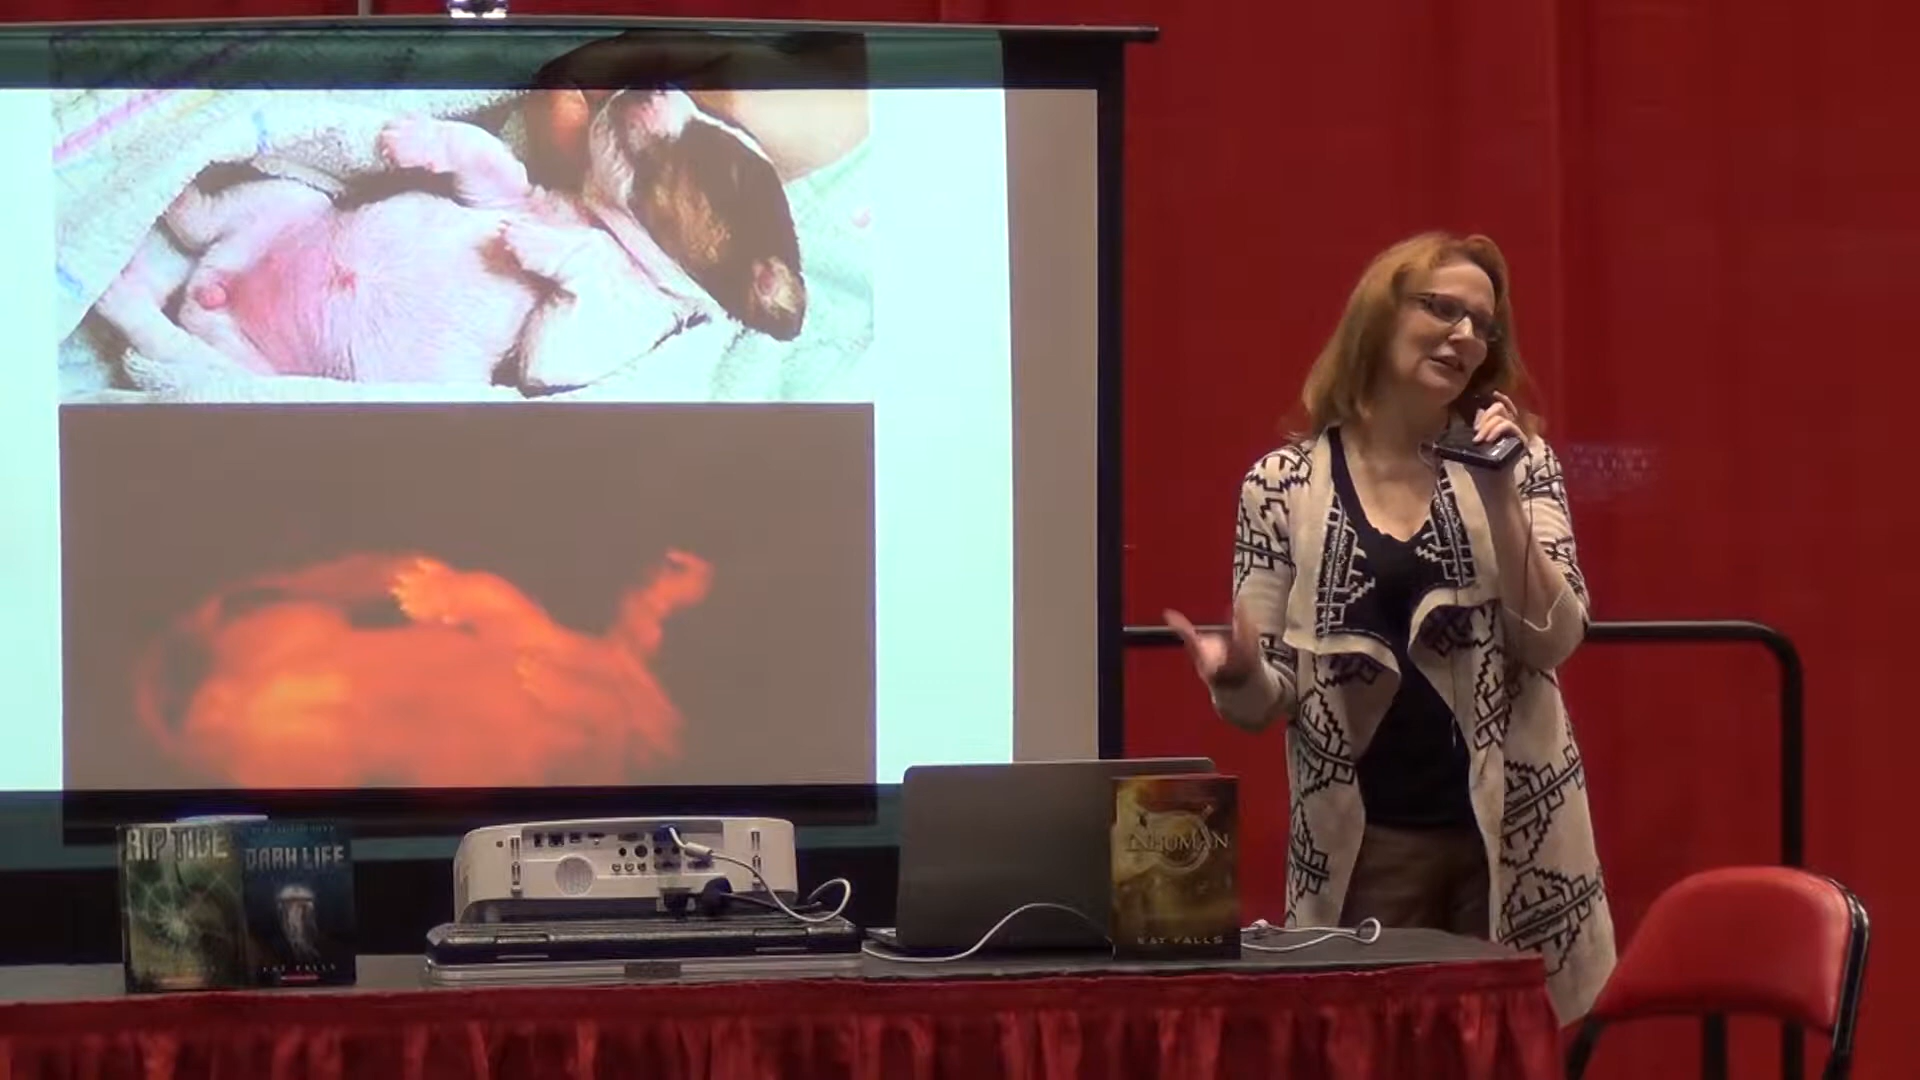 RIP TIDE
DARK LIFE
KAT FALLS
INHUMAN
KAT FALLS